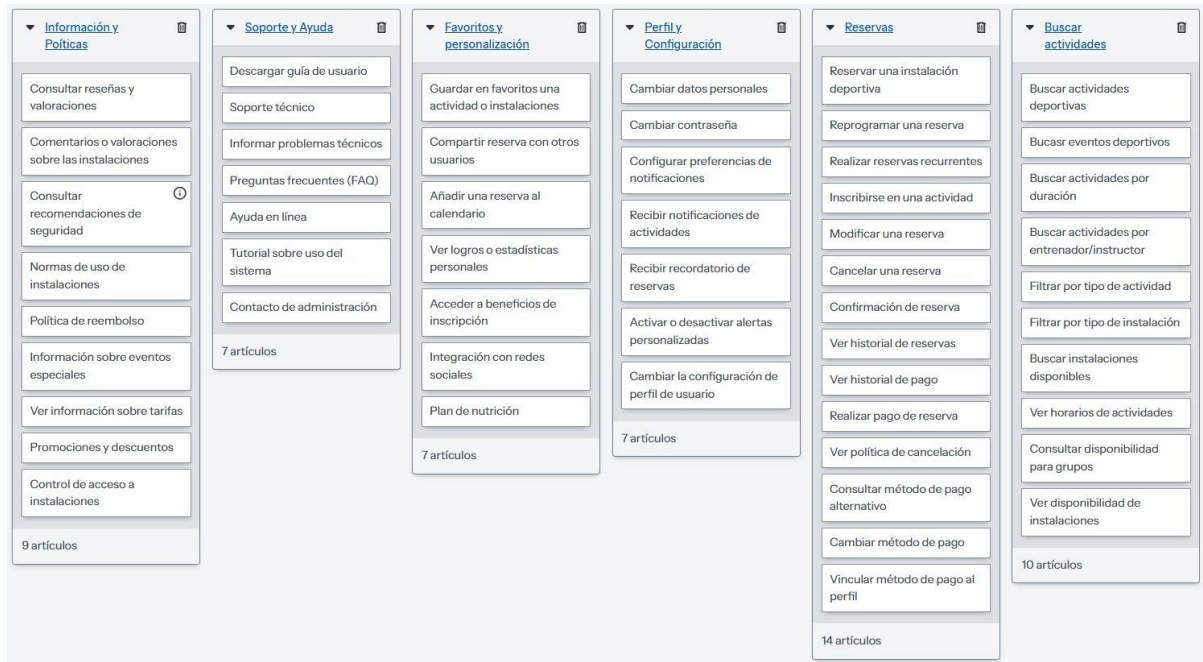 Información y
Poíticas
Consultar reseñas y
valoraciones
Comentarios o valoraciones
sobre las instalaciones
Consultar
recomendaciones de
seguridad
Normas de uso de
instalaciones
Política de reembolso
Información sobre eventos
especiales
Ver información sobre tarifas
Promociones y descuentos
Control de acceso a
instalaciones
9 artículos
Soporte y Ayuda
Descargar guía de usuario
Soporte técnico
Informar problemas técnicos
Preguntas frecuentes (FAQ)
Ayuda en línea
Tutorial sobre uso del
sistema
Contacto de administración
7 artículos
Favoritos y
personalización
Guardar en favoritos una
actividad o instalaciones
Compartir reserva con otros
usuarios
Añadir una reserva al
calendario
Ver logros o estadísticas
personales
Acceder a beneficios de
inscripción
Integración con redes
sociales
Plan de nutrición
7 artículos
Perfil y
Configuración
Cambiar datos personales
Cambiar contraseña
Configurar preferencias de
notificaciones
Recibir notificaciones de
actividades
Recibir recordatorio de
reservas
Activar o desactivar alertas
personalizadas
Cambiar la configuración de
perfil de usuario
7 artículos
Reservas
Reservar una instalación
deportiva
Reprogramar una reserva
Realizar reservas recurrentes
Inscribirse en una actividad
Modificar una reserva
Cancelar una reserva
Confirmación de reserva
Ver historial de reservas
Ver historial de pago
Realizar pago de reserva
Ver política de cancelación
Consultar método de pago
alternativo
Cambiar método de pago
Vincular método de pago al
perfil
14 artículos
Buscar
actividades
Buscar actividades
deportivas
Bucasr eventos deportivos
Buscar actividades por
duración
Buscar actividades por
entrenador/instructor
Filtrar por tipo de actividad
Filtrar por tipo de instalación
Buscar instalaciones
disponibles
Ver horarios de actividades
Consultar disponibilidad
para grupos
Ver disponibilidad de
instalaciones
10 artículos